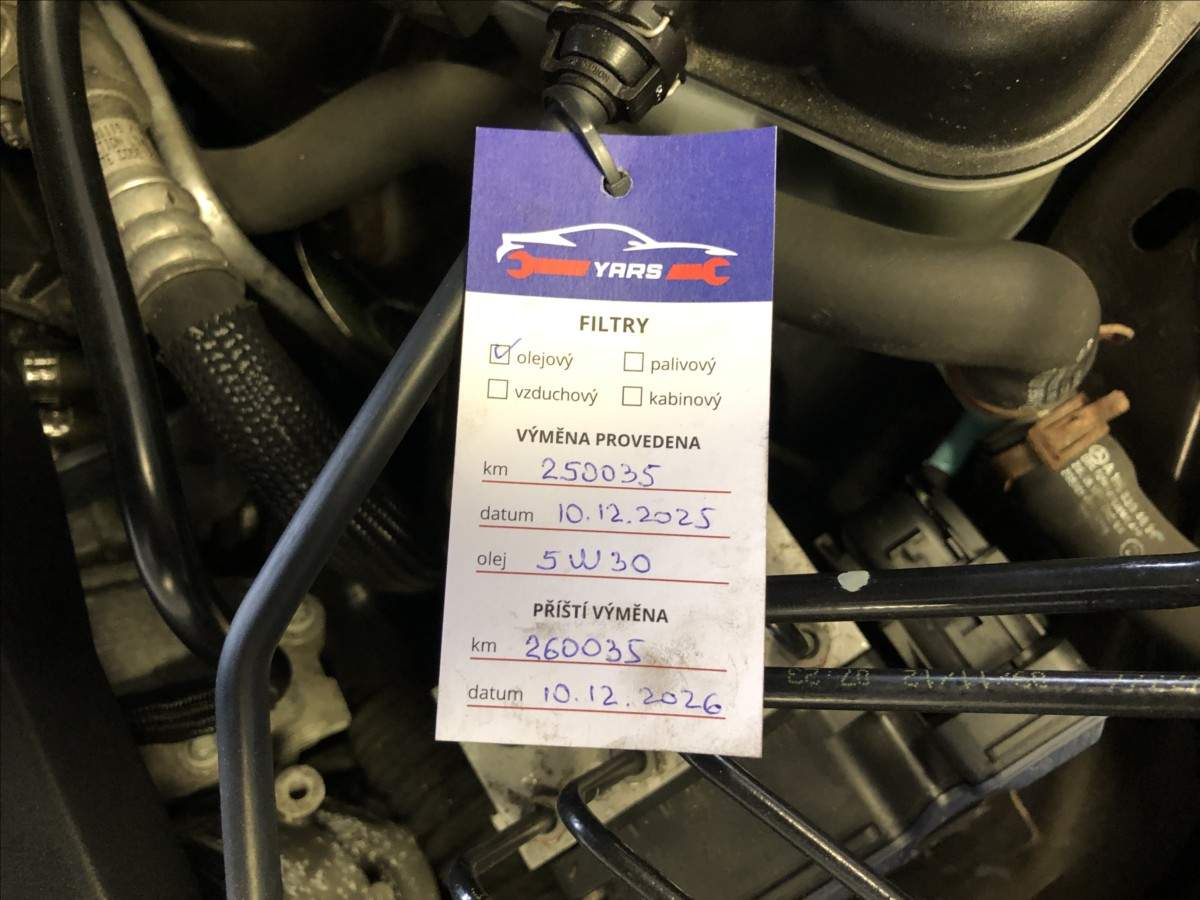 YARS
FILTRY
olejový palivový
vzduchový kabinový
VÝMĚNA PROVEDENA
km 250035
datum 10.12.2025
olej 5W30
PŘÍŠTÍ VÝMĚNA
km 260035
datum 10.12.2026